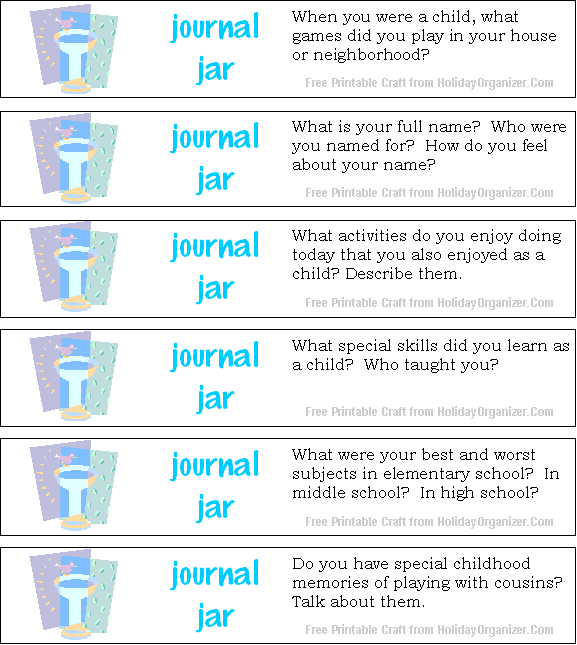 journal
jar
When you were a child, what
games did you play in your house
or neighborhood?
Free Printable Craft from HolidayOrganizer.Com
journal
jar
What is your full name?  Who were
you named for?  How do you feel
about your name?
Free Printable Craft from HolidayOrganizer.Com
journal
jar
What activities do you enjoy doing
today that you also enjoyed as a
child? Describe them.
Free Printable Craft from HolidayOrganizer.Com
journal
jar
What special skills did you learn as
a child?  Who taught you?
Free Printable Craft from HolidayOrganizer.Com
journal
jar
What were your best and worst
subjects in elementary school?  In
middle school?  In high school?
Free Printable Craft from HolidayOrganizer.Com
journal
jar
Do you have special childhood
memories of playing with cousins?
Talk about them.
Free Printable Craft from HolidayOrganizer.Com